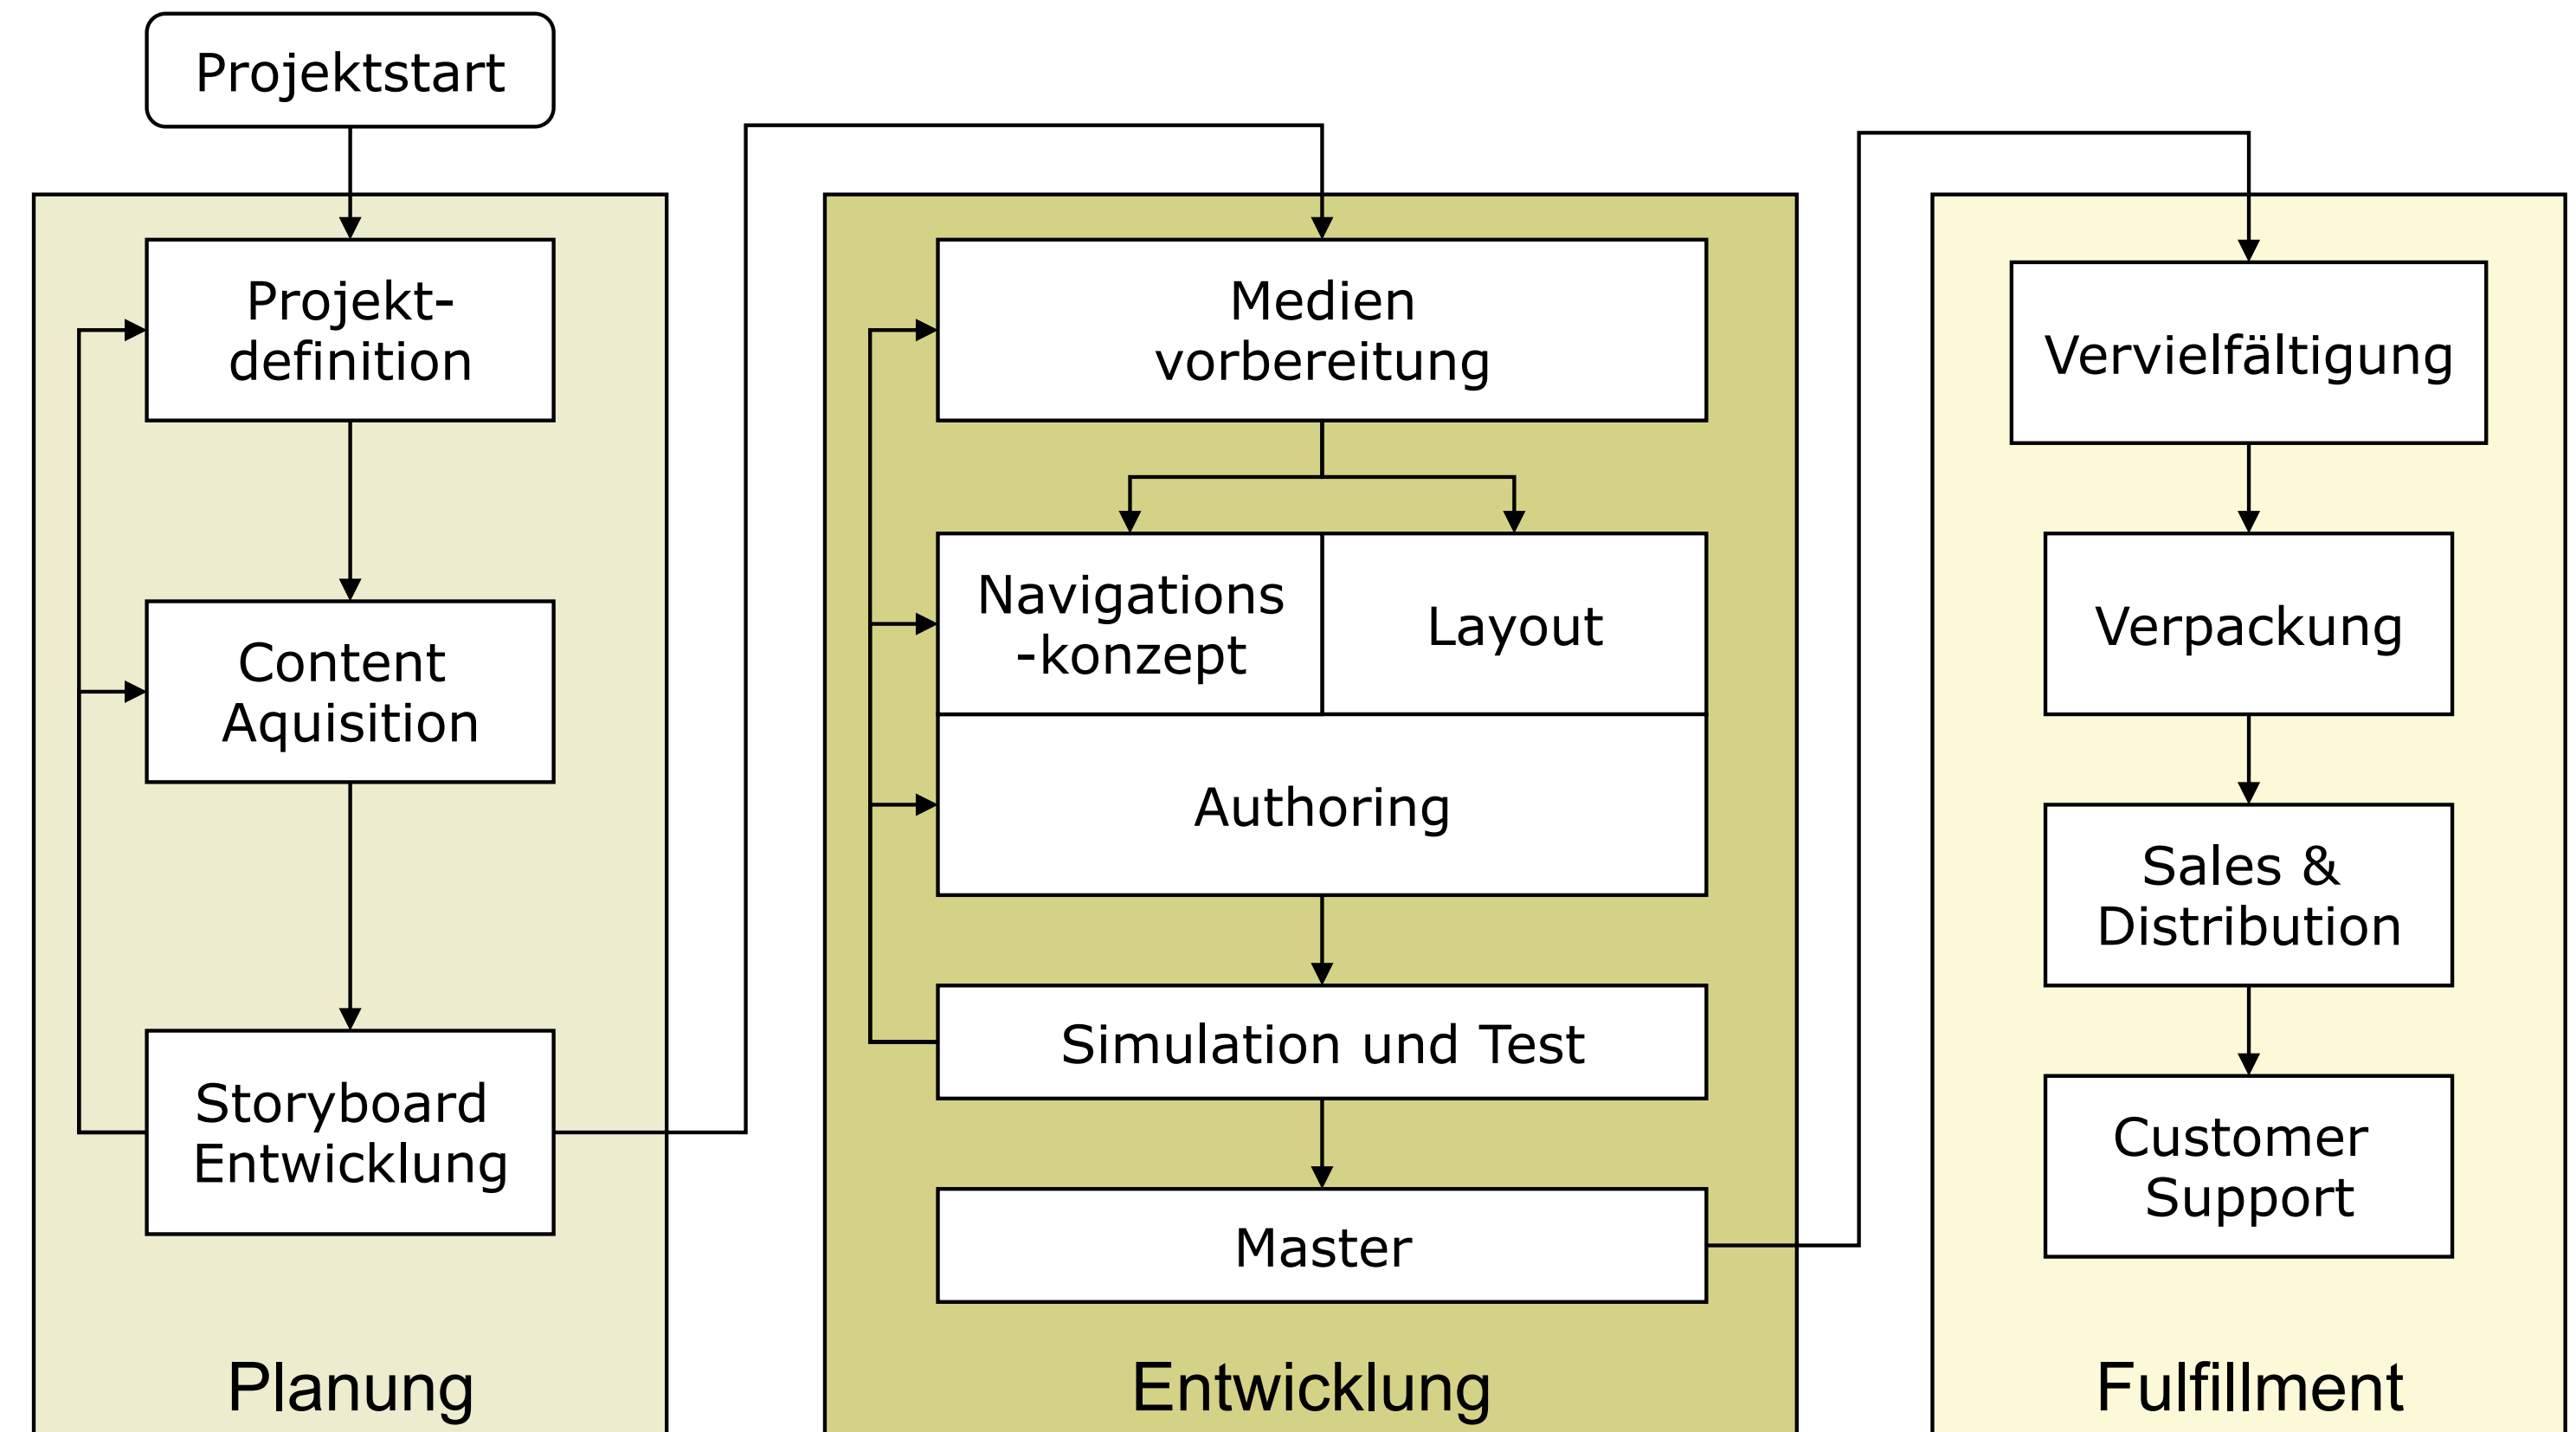 Projektstart
Projekt-
definition
Content
Aquisition
Storyboard
Entwicklung
Planung
Medien
vorbereitung
Navigations
-konzept
Layout
Authoring
Simulation und Test
Master
Entwicklung
Vervielfältigung
Verpackung
Sales &
Distribution
Customer
Support
Fulfillment